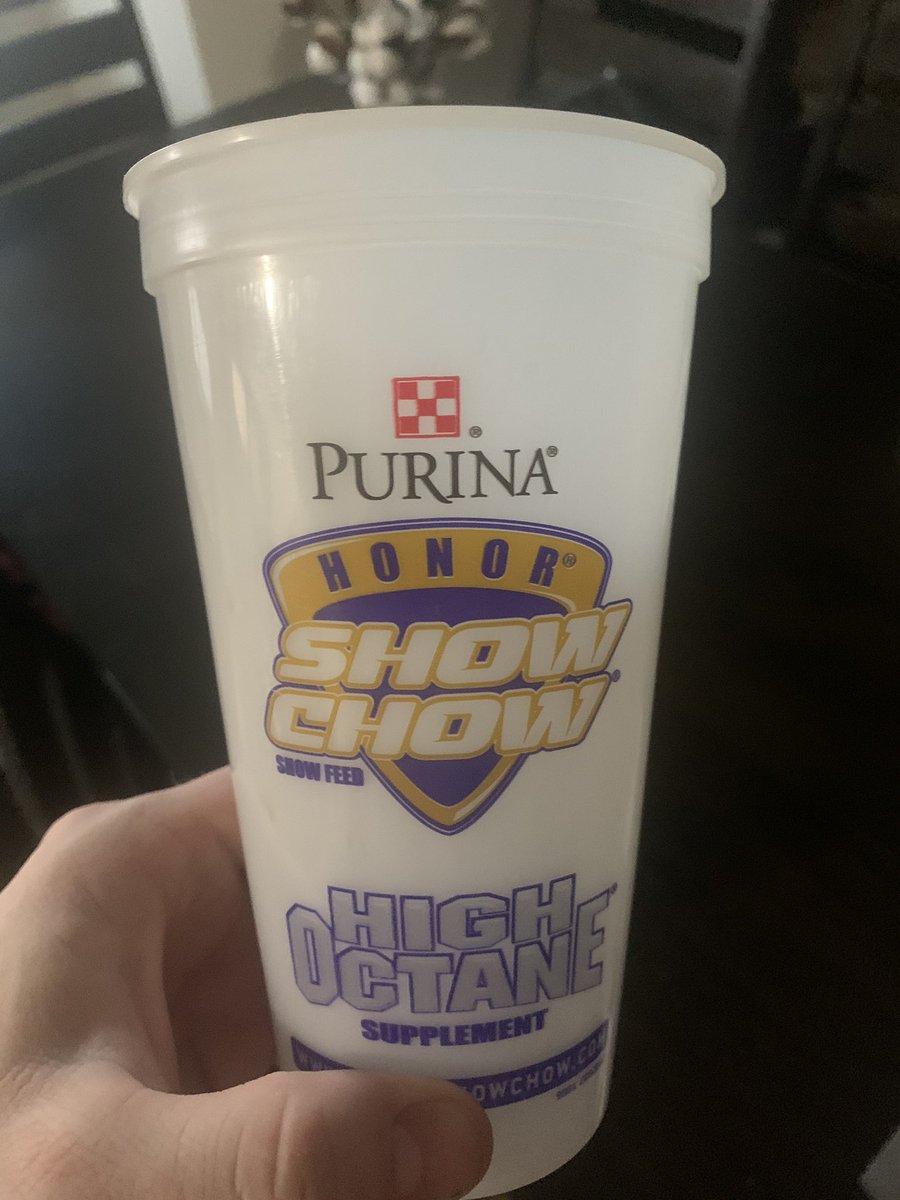 PURINA®
HONOR®
SHOW
CHOW®
SHOW FEED
HIGH
OCTANE®
SUPPLEMENT